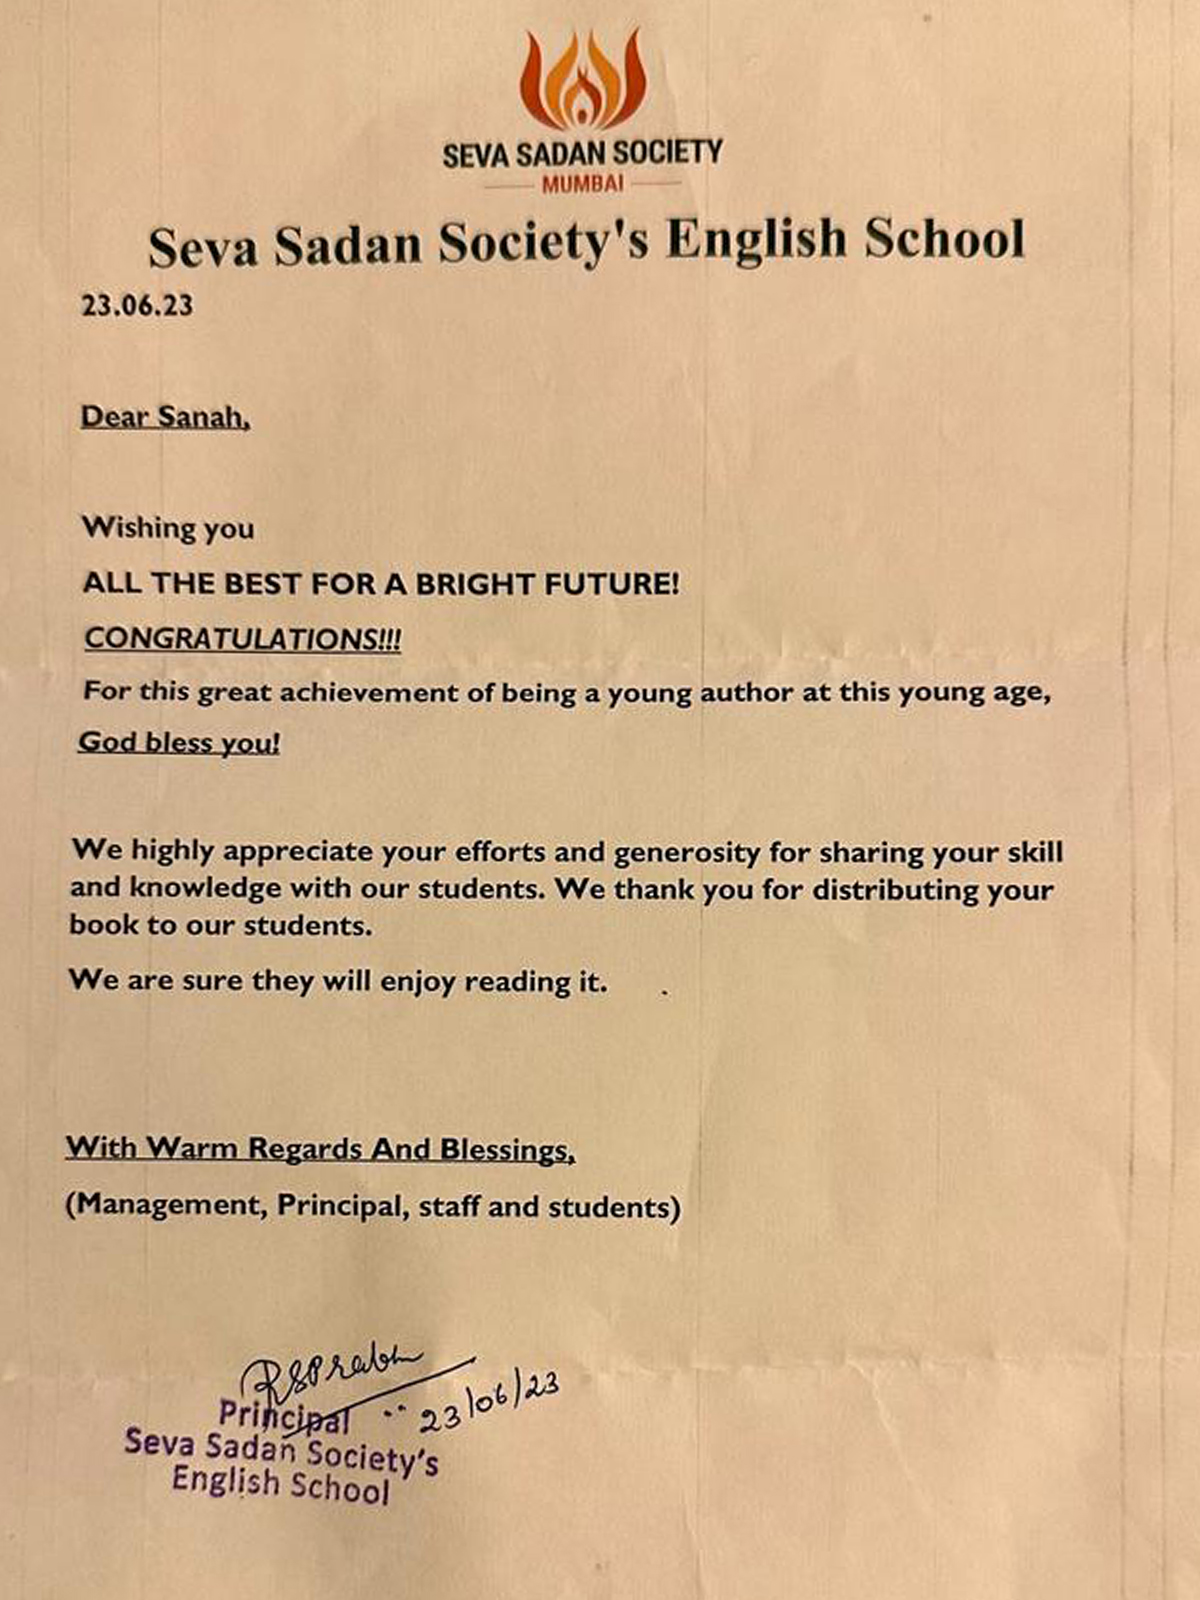 SEVA SADAN SOCIETY
MUMBAI
Seva Sadan Society's English School
23.06.23
Dear Sanah,
Wishing you
ALL THE BEST FOR A BRIGHT FUTURE!
CONGRATULATIONS!!!
For this great achievement of being a young author at this young age,
God bless you!
We highly appreciate your efforts and generosity for sharing your skill
and knowledge with our students. We thank you for distributing your
book to our students.
We are sure they will enjoy reading it.
With Warm Regards And Blessings,
(Management, Principal, staff and students)
RSPrabhu
23/06/23
Principal
Seva Sadan Society's
English School